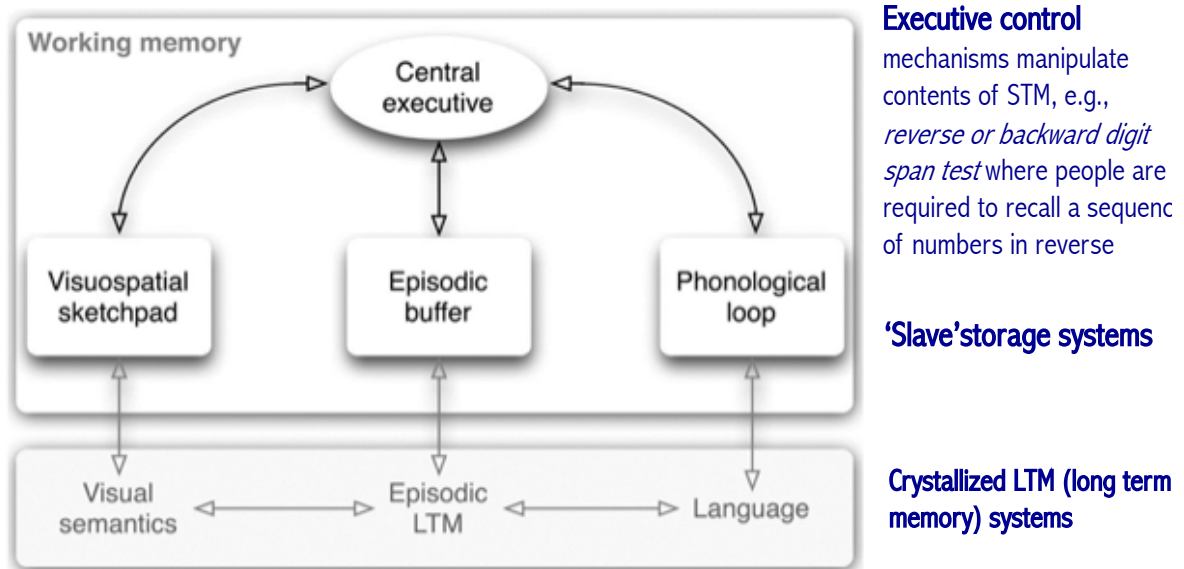 Working memory
Central
executive
Visuospatial
sketchpad
Episodic
buffer
Phonological
loop
Visual
semantics
Episodic
LTM
Language
Executive control
mechanisms manipulate
contents of STM, e.g.,
reverse or backward digit
span test where people are
required to recall a sequenc
of numbers in reverse
‘Slave’storage systems
Crystallized LTM (long term
memory) systems